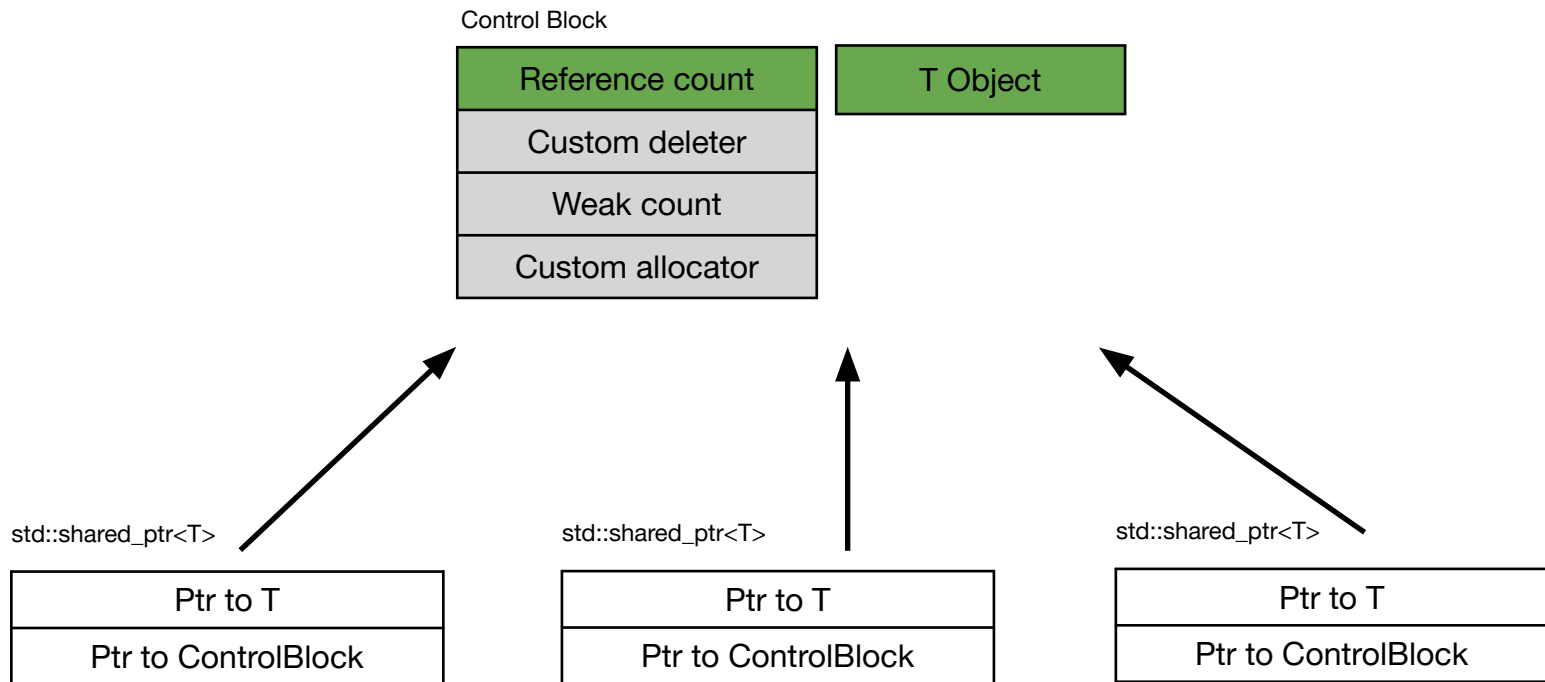 Control Block
Reference count
T Object
Custom deleter
Weak count
Custom allocator
std::shared_ptr<T>
std::shared_ptr<T>
std::shared_ptr<T>
Ptr to T
Ptr to T
Ptr to T
Ptr to ControlBlock
Ptr to ControlBlock
Ptr to ControlBlock